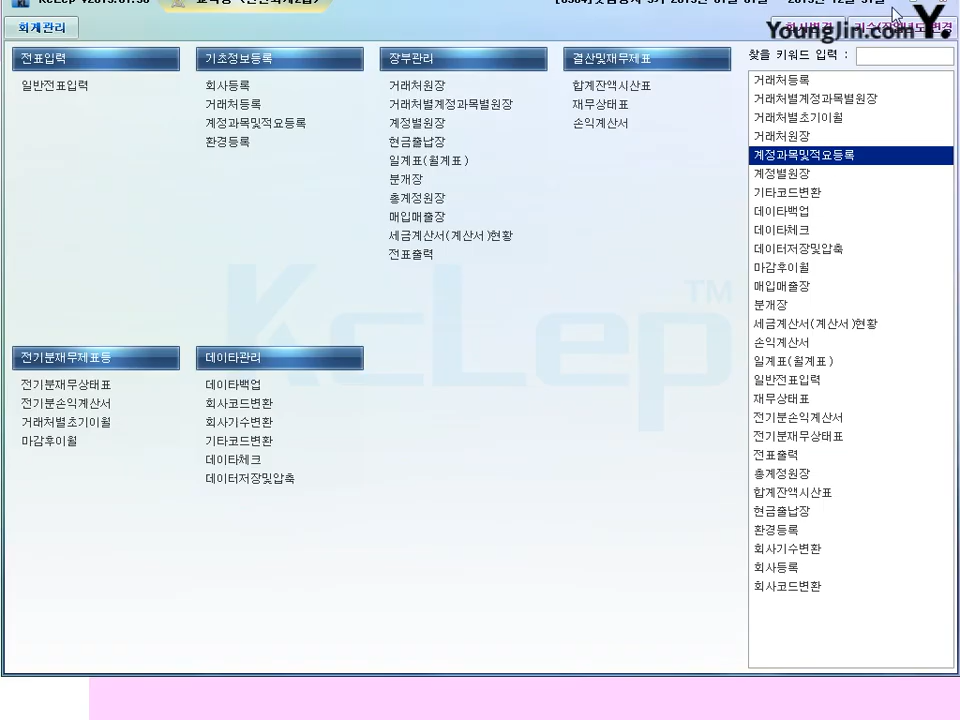 회계관리
YoungJin.com Y.
전표입력
일반전표입력
기초정보등록
회사등록
거래처등록
계정과목및적요등록
환경등록
장부관리
거래처원장
거래처별계정과목별원장
계정별원장
현금출납장
일계표(월계표)
분개장
총계정원장
매입매출장
세금계산서(계산서)현황
전표출력
결산및재무제표
합계잔액시산표
재무상태표
손익계산서
전기분재무제표등
전기분재무상태표
전기분손익계산서
거래처별초기이월
마감후이월
데이타관리
데이타백업
회사코드변환
회사기수변환
기타코드변환
데이타체크
데이터저장및압축
KcLep TM
찾을 키워드 입력 :
거래처등록
거래처별계정과목별원장
거래처별초기이월
거래처원장
계정과목및적요등록
계정별원장
기타코드변환
데이타백업
데이타체크
데이터저장및압축
마감후이월
매입매출장
분개장
세금계산서(계산서)현황
손익계산서
일계표(월계표)
일반전표입력
재무상태표
전기분손익계산서
전기분재무상태표
전표출력
총계정원장
합계잔액시산표
현금출납장
환경등록
회사기수변환
회사등록
회사코드변환